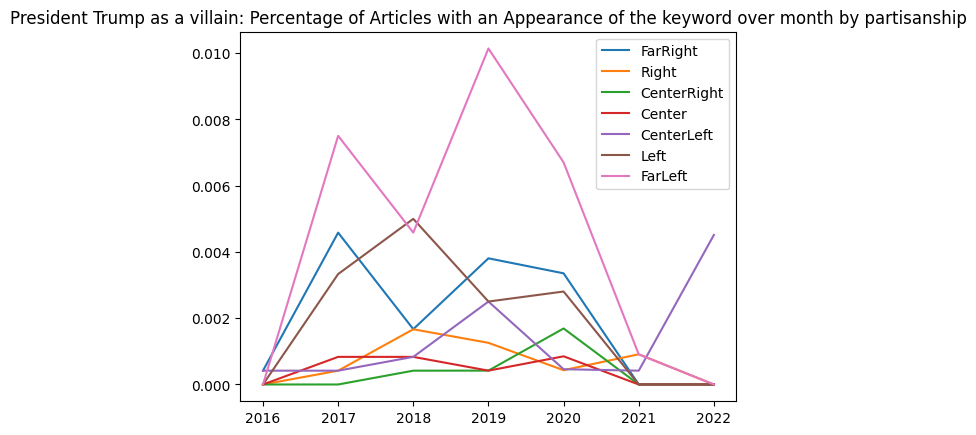 President Trump as a villain: Percentage of Articles with an Appearance of the keyword over month by partisanship
0.010
0.008
0.006
0.004
0.002
0.000
2016 2017 2018 2019 2020 2021 2022
FarRight
Right
CenterRight
Center
CenterLeft
Left
FarLeft